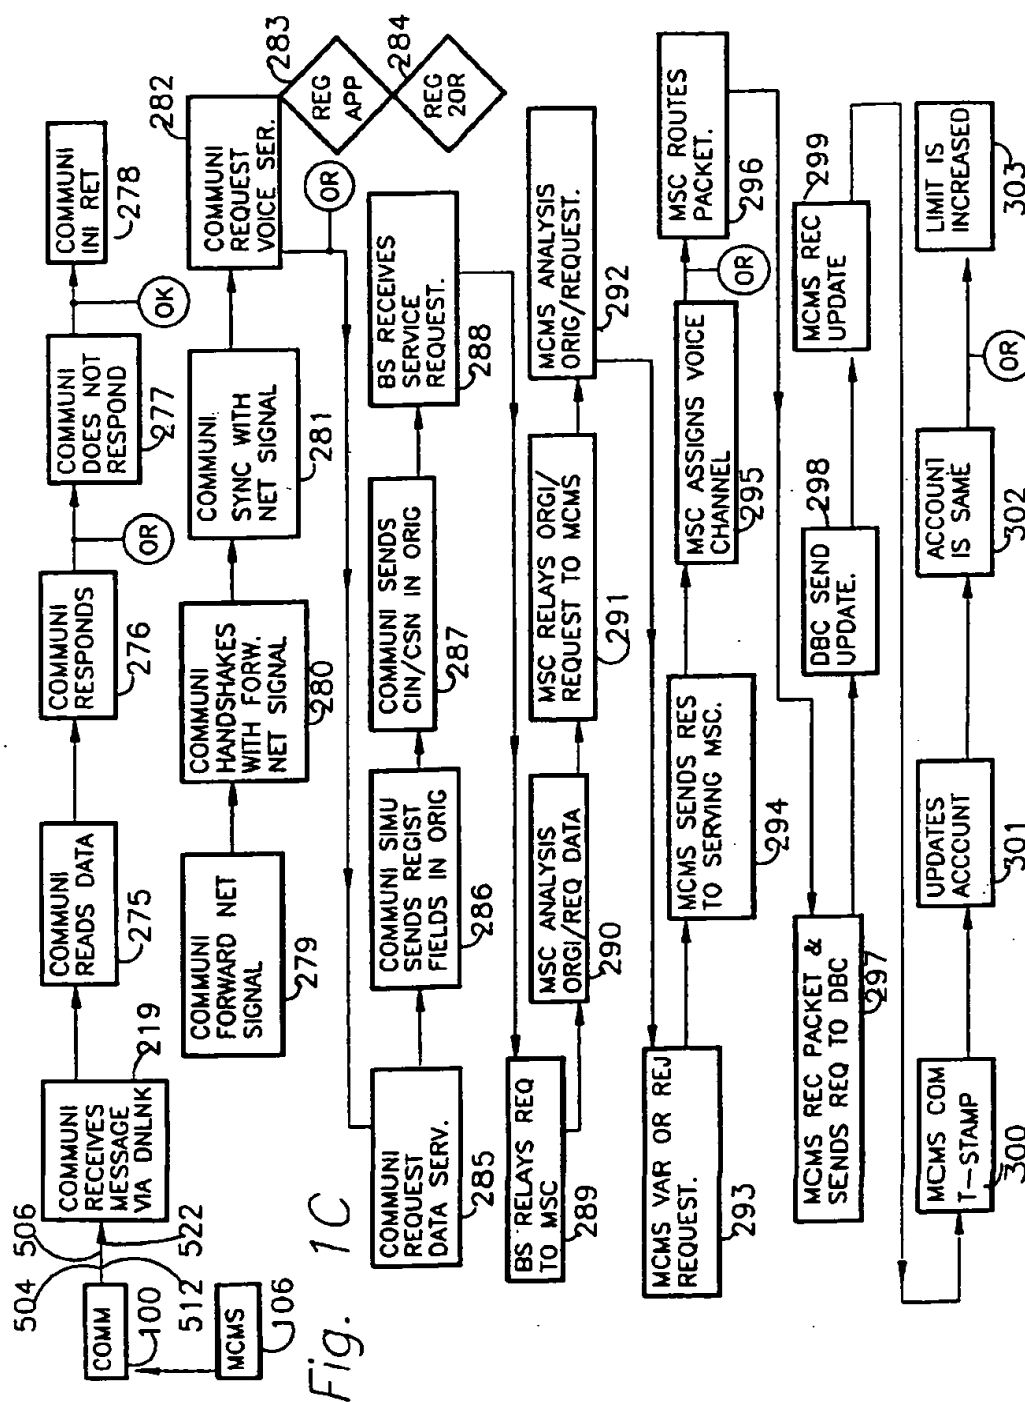 504
506
COMM
100
512
522
MCMS
106
COMMUNI
RECEIVES
MESSAGE
VIA DNLNK
219
COMMUNI
READS DATA
275
COMMUNI
RESPONDS
276
OR
COMMUNI
DOES NOT
RESPOND
277
OK
COMMUNI
INI RET
278
COMMUNI
FORWARD NET
SIGNAL
279
COMMUNI
HANDSHAKES
WITH FORW.
NET SIGNAL
280
COMMUNI
SYNC WITH
NET SIGNAL
281
COMMUNI
REQUEST
VOICE SER.
282
REG
APP
283
REG
20R
284
OR
Fig. 1C
COMMUNI
REQUEST
DATA SERV.
285
COMMUNI SIMU
SENDS REGIST
FIELDS IN ORIG
286
COMMUNI SENDS
CIN/CSN IN ORIG
287
BS RECEIVES
SERVICE
REQUEST.
288
BS RELAYS REQ
TO MSC
289
MSC ANALYSIS
ORGI/REQ DATA
290
MSC RELAYS ORGI/
REQUEST TO MCMS
291
MCMS ANALYSIS
ORIG/REQUEST.
292
MCMS VAR OR REJ
REQUEST.
293
MCMS SENDS RES
TO SERVING MSC.
294
MSC ASSIGNS VOICE
CHANNEL
295
OR
MSC ROUTES
PACKET.
296
MCMS REC PACKET &
SENDS REQ TO DBC
297
DBC SEND
UPDATE.
298
MCMS REC
UPDATE
299
MCMS COM
T-STAMP
300
UPDATES
ACCOUNT
301
ACCOUNT
IS SAME
302
OR
LIMIT IS
INCREASED
303